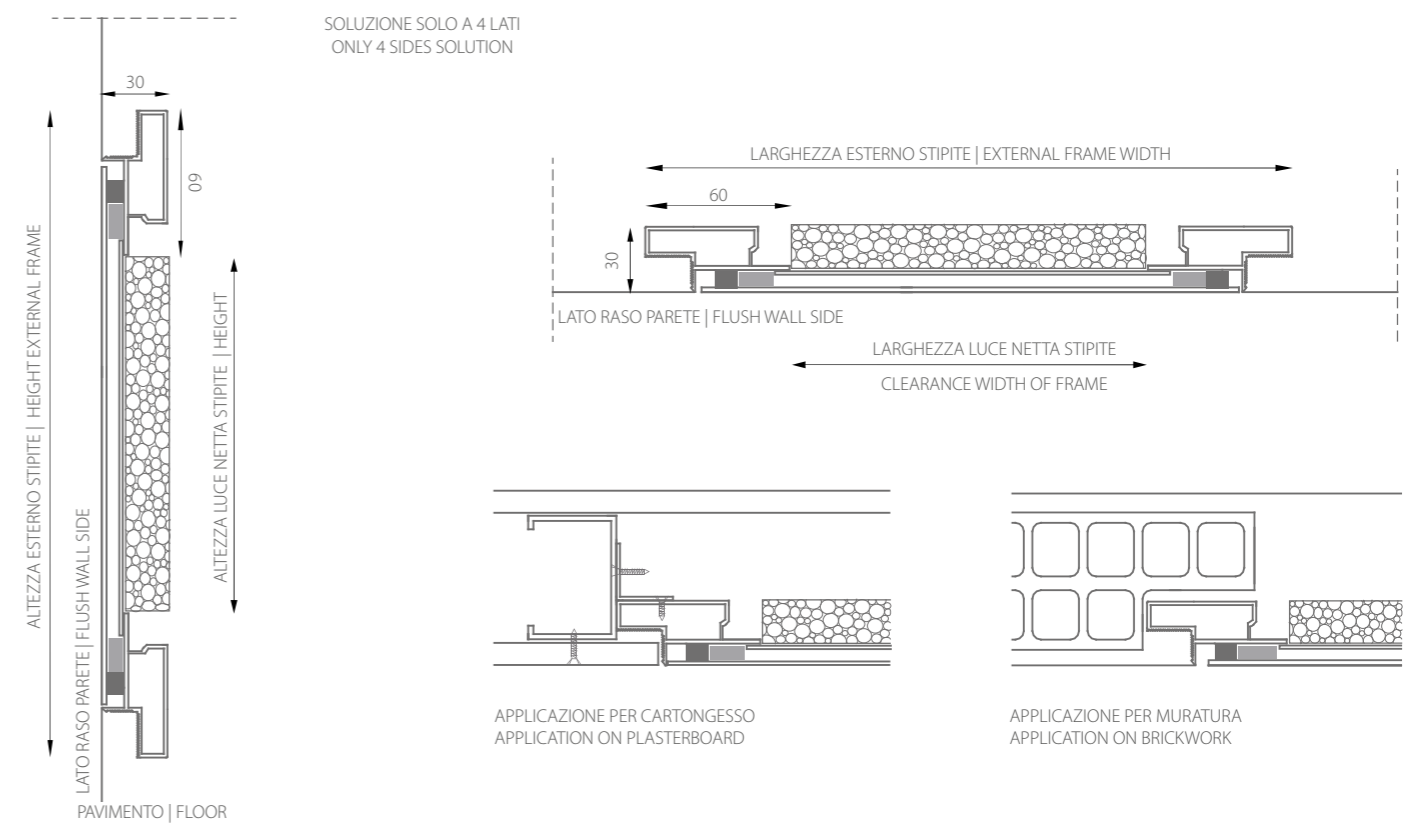 SOLUZIONE SOLO A 4 LATI
ONLY 4 SIDES SOLUTION
30
60
ALTEZZA ESTERNO STIPITE | HEIGHT EXTERNAL FRAME
LATO RASO PARETE | FLUSH WALL SIDE
ALTEZZA LUCE NETTA STIPITE | HEIGHT
PAVIMENTO | FLOOR
LARGHEZZA ESTERNO STIPITE | EXTERNAL FRAME WIDTH
60
30
LATO RASO PARETE | FLUSH WALL SIDE
LARGHEZZA LUCE NETTA STIPITE
CLEARANCE WIDTH OF FRAME
APPLICAZIONE PER CARTONGESSO
APPLICATION ON PLASTERBOARD
APPLICAZIONE PER MURATURA
APPLICATION ON BRICKWORK